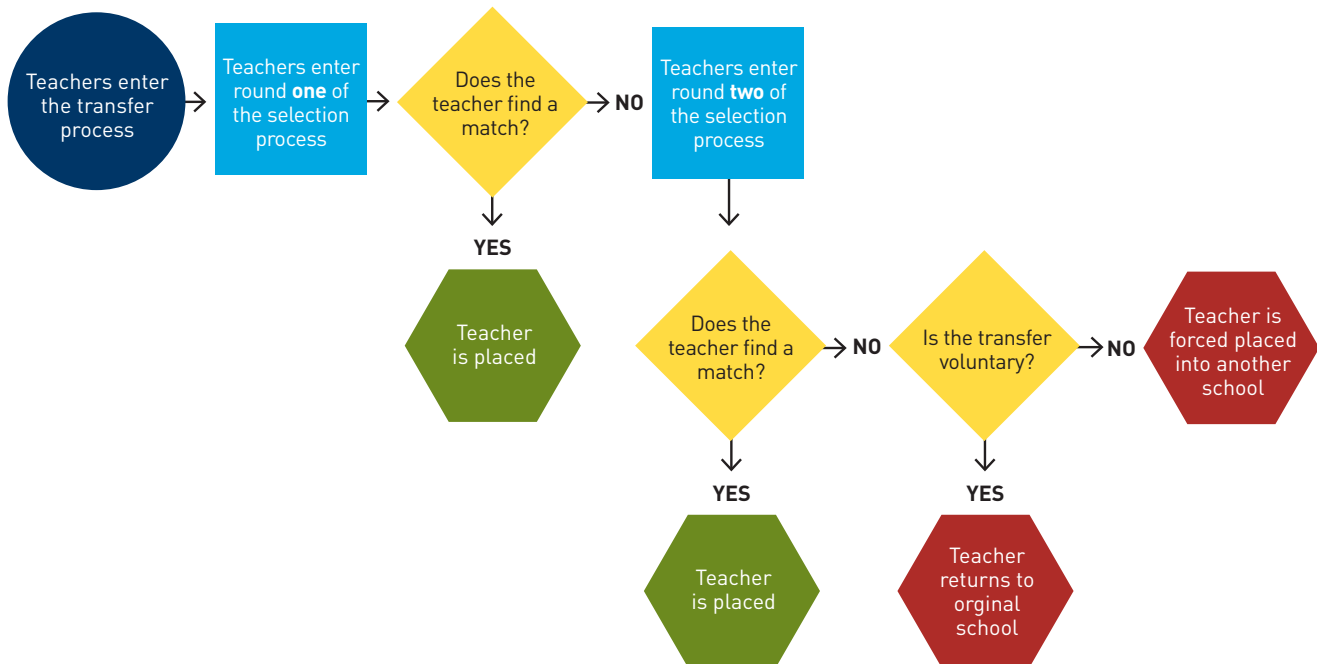 Teachers enter
the transfer
process
Teachers enter
round one of
the selection
process
Does the
teacher find a
match?
NO
Teachers enter
round two of
the selection
process
YES
Teacher
is placed
Does the
teacher find a
match?
NO
Is the transfer
voluntary?
NO
Teacher is
forced placed
into another
school
YES
Teacher
is placed
YES
Teacher
returns to
orginal
school